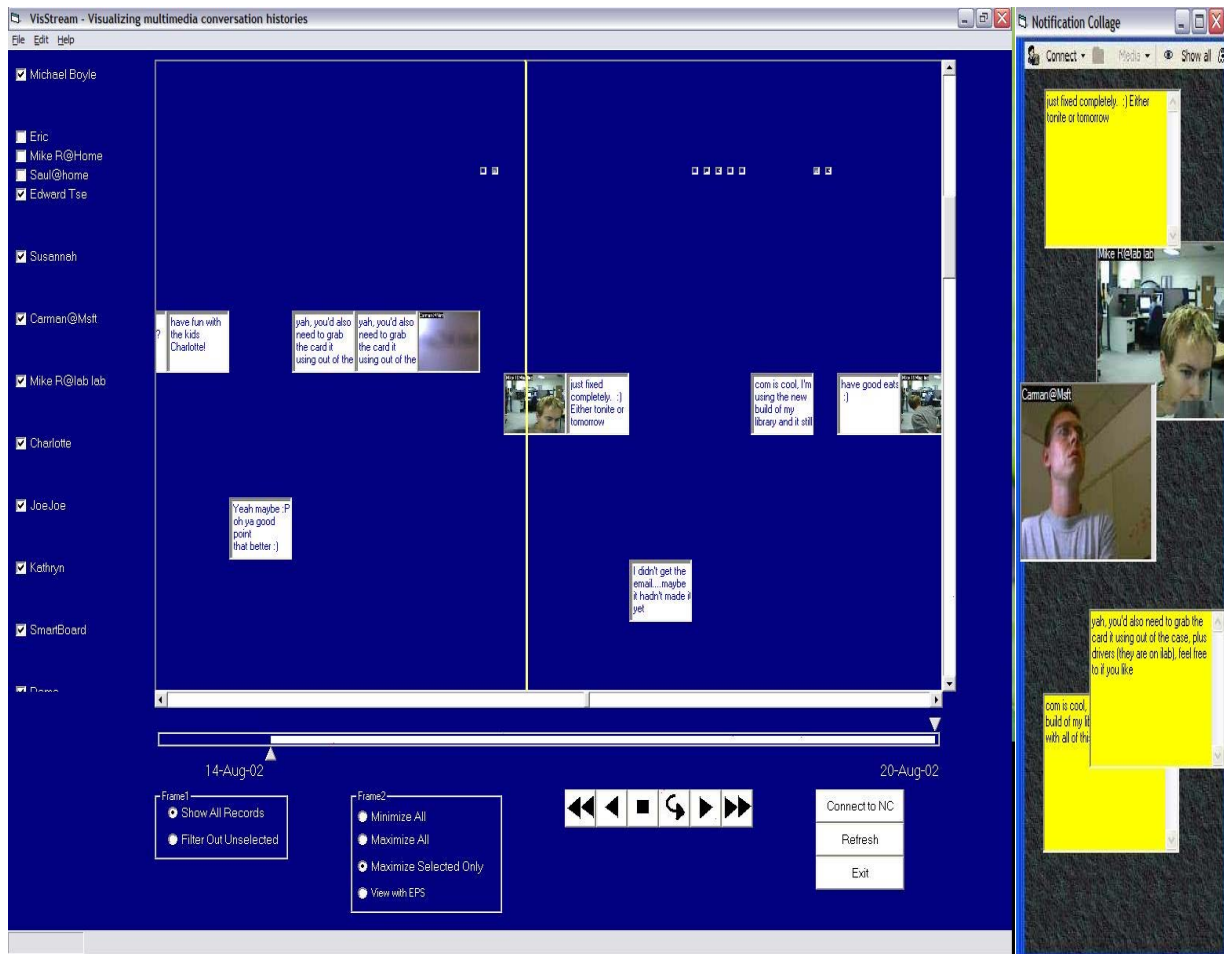 VisStream - Visualizing multimedia conversation histories
File Edit Help
Michael Boyle
Eric
Mike R@Home
Saul@home
Edward Tse
Susannah
Carman@Msft
Mike R@lab lab
Charlotte
JoeJoe
Kathryn
SmartBoard
?
have fun with
the kids
Charlotte!
yah, you'd also
need to grab
the card it
using out of the
yah, you'd also
need to grab
the card it
using out of the
Carman@Msft
just fixed
completely. :)
Either tonite or
tomorrow
com is cool, I'm
using the new
build of my
library and it still
have good eats
:)
Yeah maybe :P
oh ya good
point
that better :)
I didn't get the
email....maybe
it hadn't made it
yet
14-Aug-02
20-Aug-02
Frame1
Show All Records
Filter Out Unselected
Frame2
Minimize All
Maximize All
Maximize Selected Only
View with EPS
Connect to NC
Refresh
Exit
Notification Collage
Connect Media Show all
just fixed completely. :) Either
tonite or tomorrow
Mike R@lab lab
Carman@Msft
yah, you'd also need to grab the
card it using out of the case, plus
drivers (they are on ilab), feel free
to if you like
com is cool,
build of my lib
with all of this